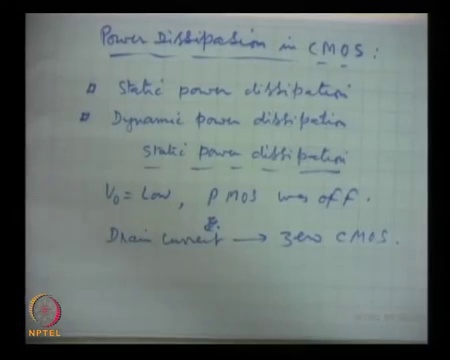 Power Dissipation in CMOS:
Static power dissipation
Dynamic power dissipation
static power dissipation
V₀ = Low, PMOS was off.
Drain current → zero CMOS.
NPTEL